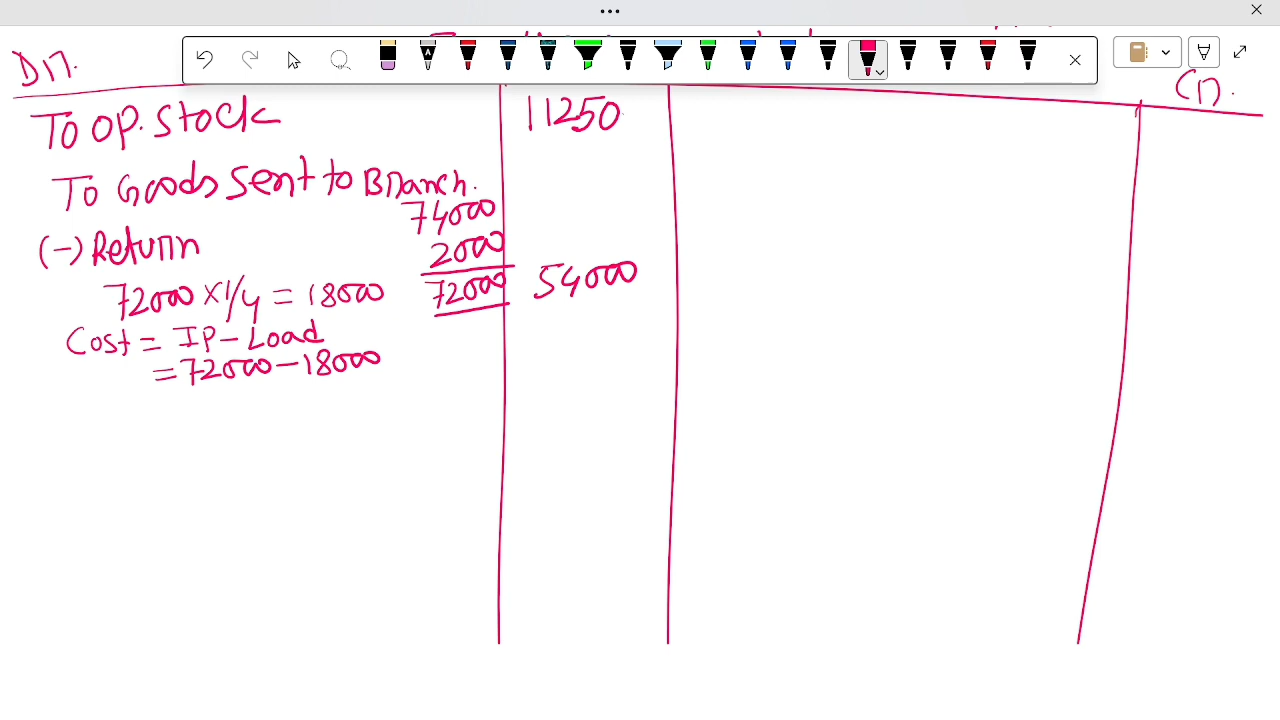 Dr.
Cr.
To op. stock 11250
To Goods sent to Branch.
74000
(-) Return 2000
72000 54000
72000 × 1/4 = 18000
Cost = IP - Load
= 72000 - 18000